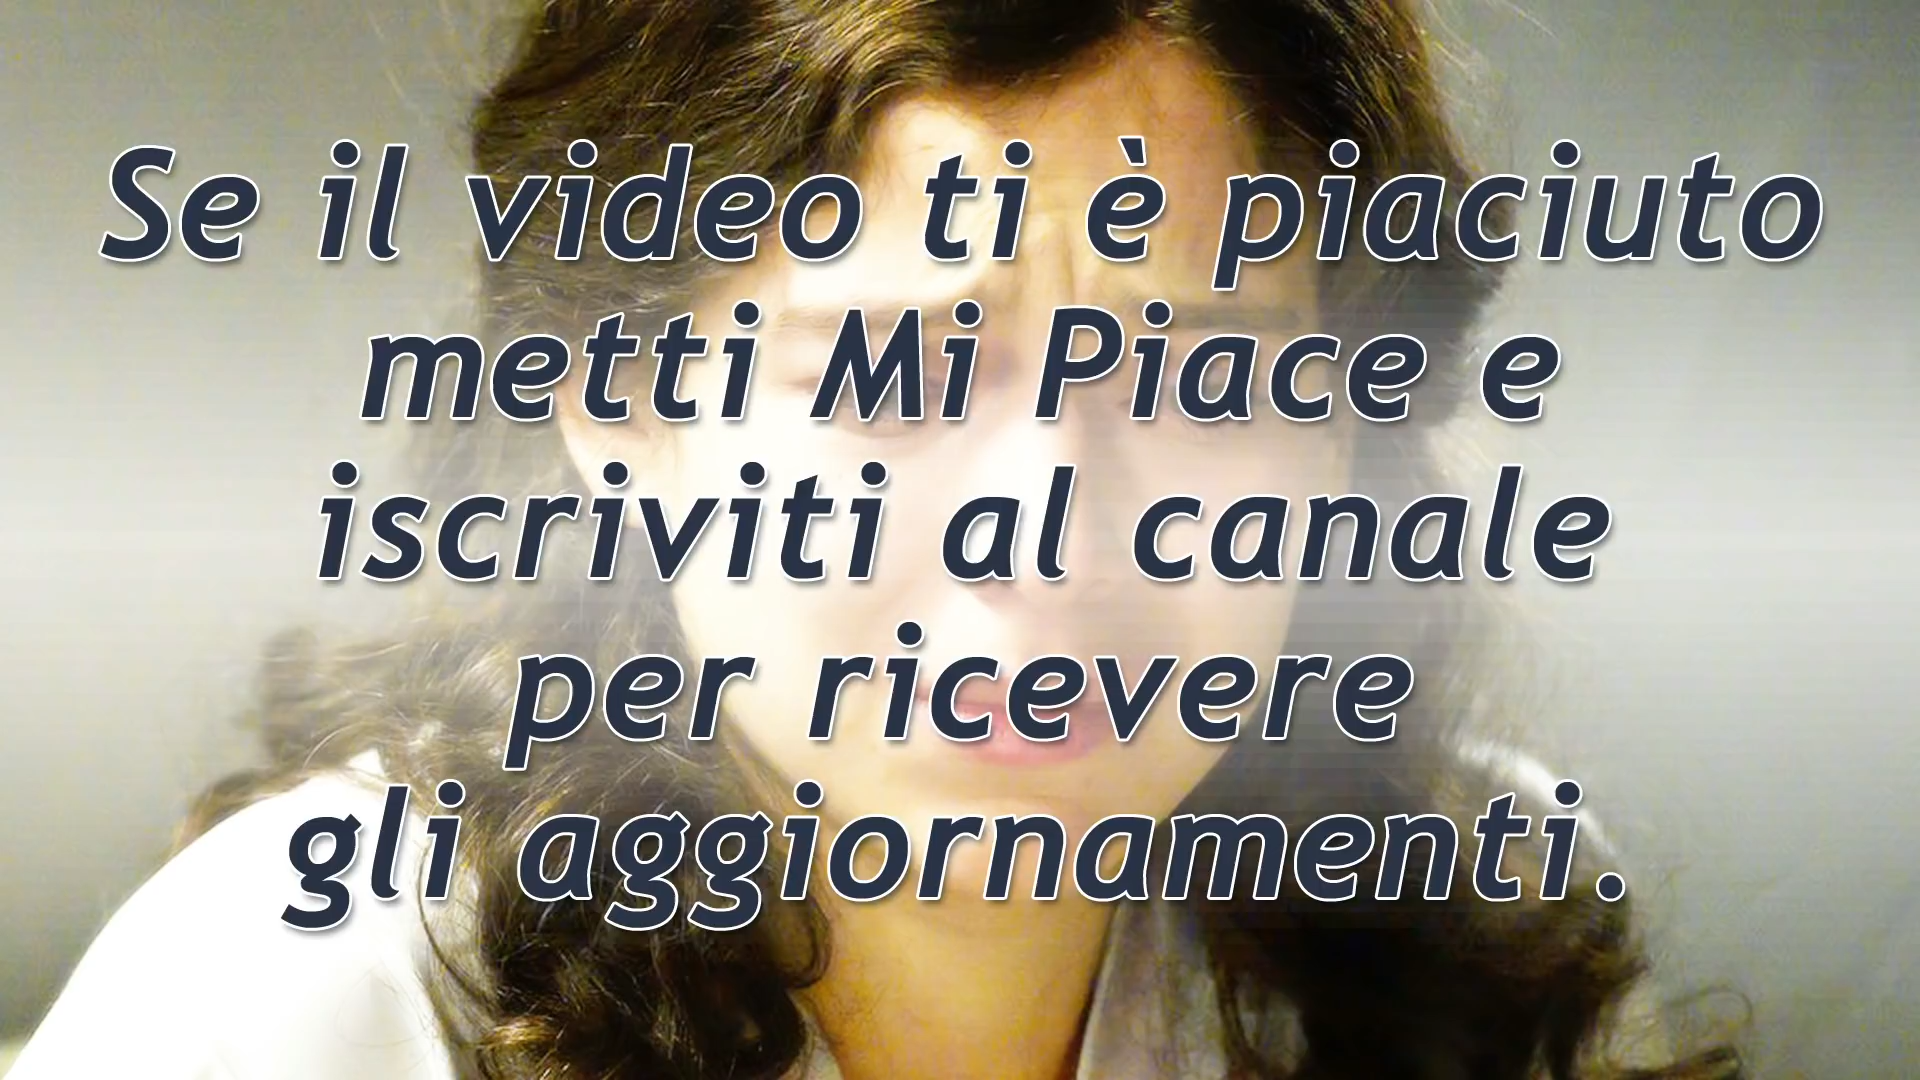 Se il video ti è piaciuto
metti Mi Piace e
iscriviti al canale
per ricevere
gli aggiornamenti.